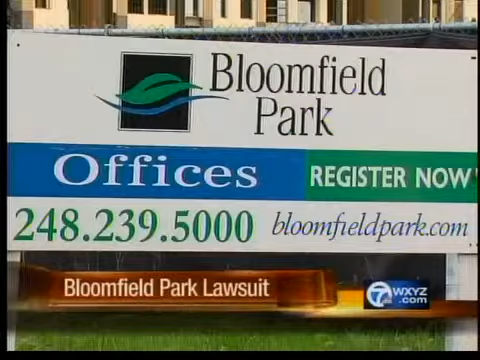 Bloomfield
Park
Offices
REGISTER NOW
248.239.5000
bloomfieldpark.com
Bloomfield Park Lawsuit
7 WXYZ
.com